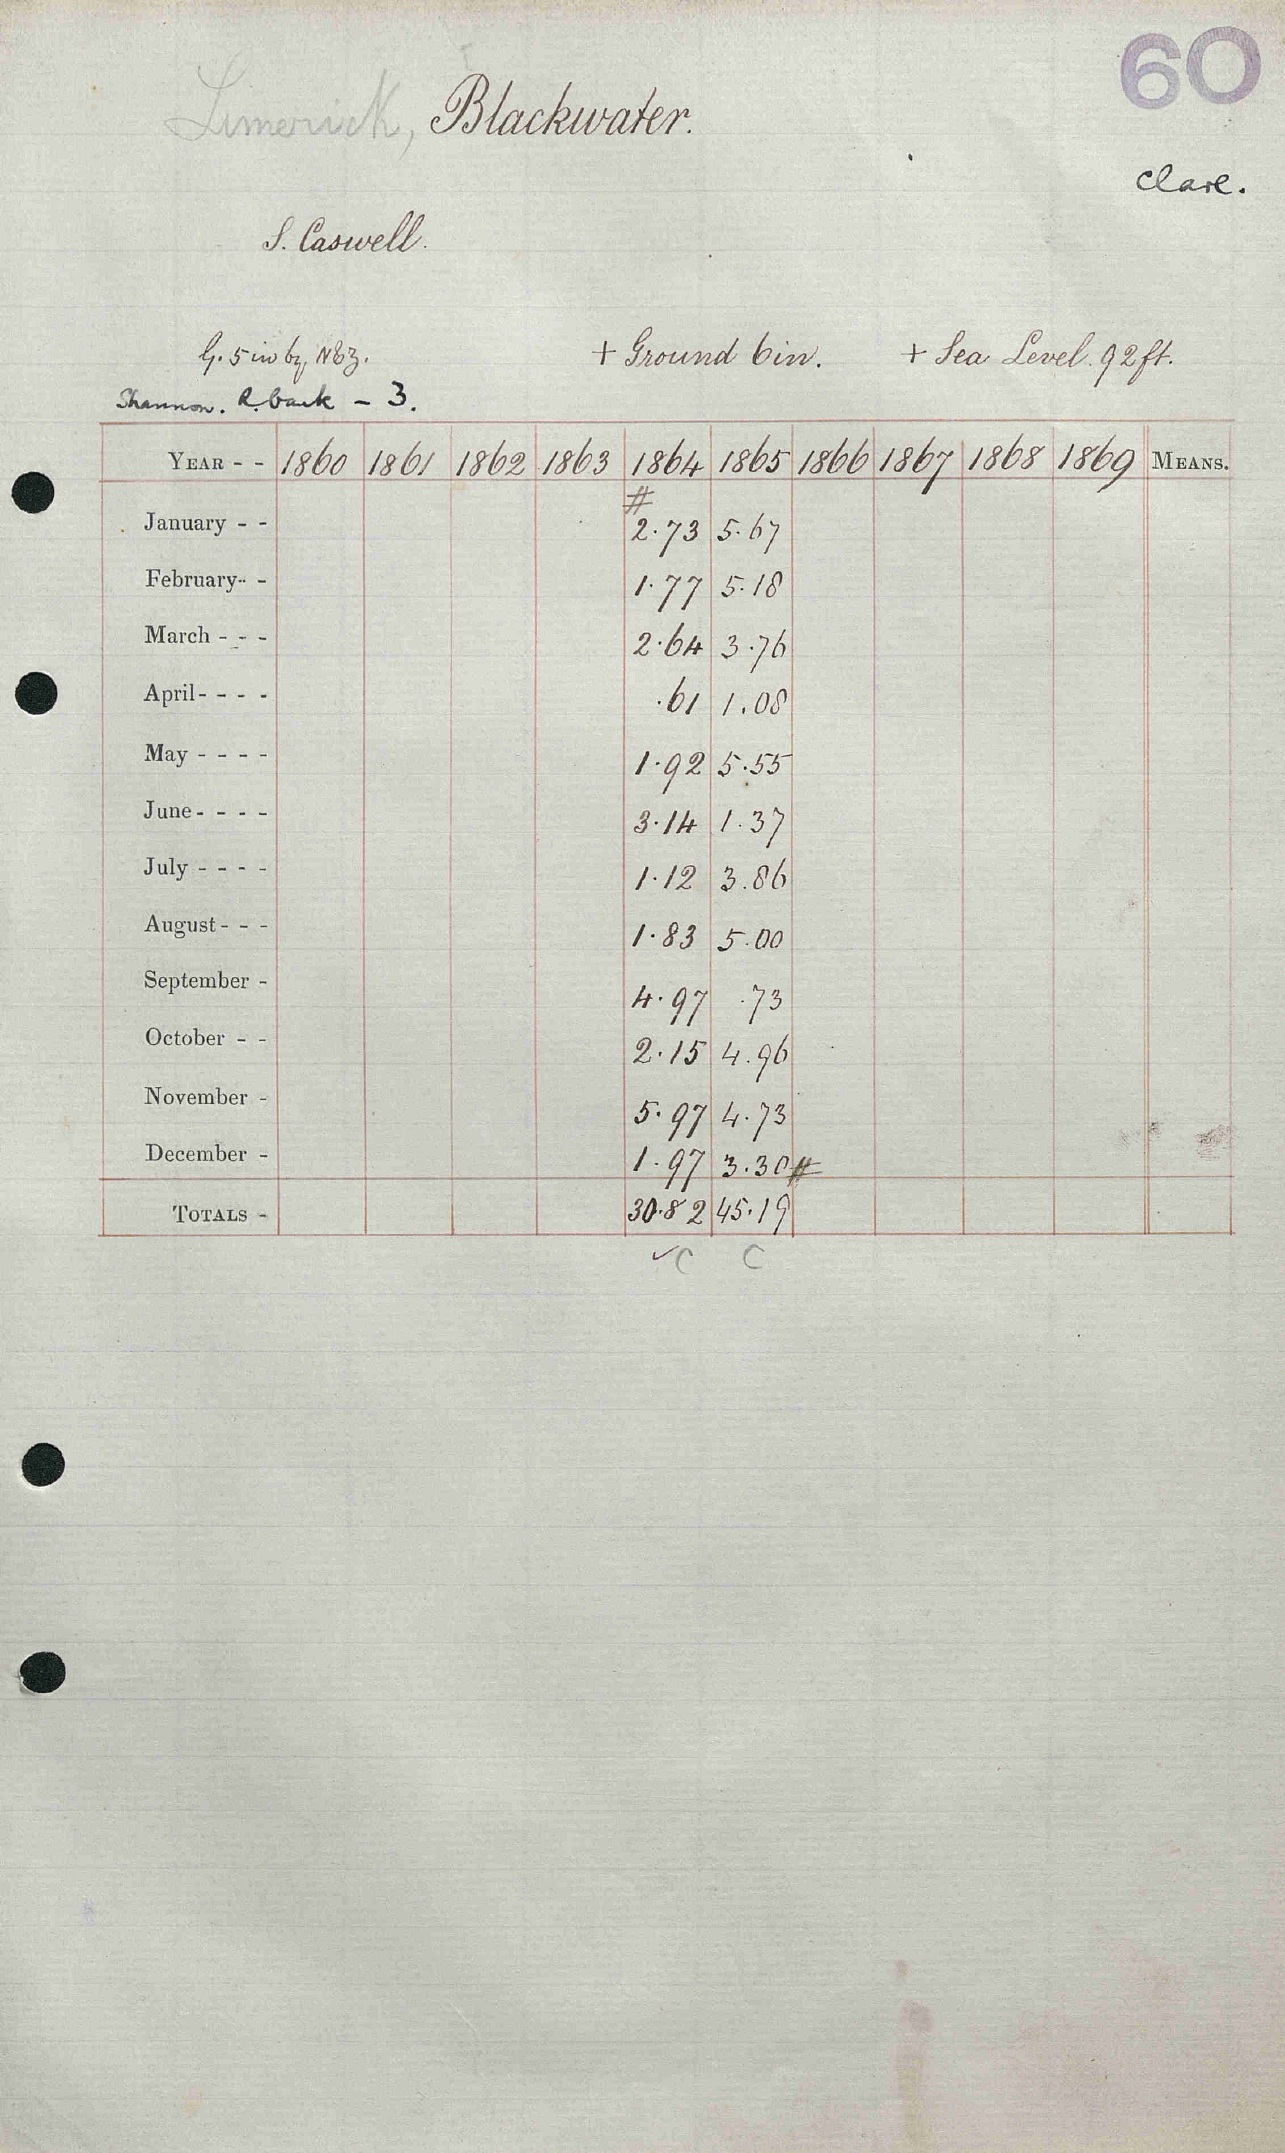 60
Limerick, Blackwater.
Clare.
S. Caswell.
G. 5 in by N&Z. + Ground 6 in. + Sea Level 92 ft.
Shannon. R. bank - 3.
YEAR - - 1860 1861 1862 1863 1864 1865 1866 1867 1868 1869 MEANS.
#
January - - 2.73 5.67
February - - 1.77 5.18
March - - - 2.64 3.76
April - - - - .61 1.08
May - - - - 1.92 5.55
June - - - - 3.14 1.37
July - - - - 1.12 3.86
August - - - 1.83 5.00
September - 4.97 .73
October - - 2.15 4.96
November - 5.97 4.73
December - 1.97 3.30 #
TOTALS - 30.82 45.19
✓C C